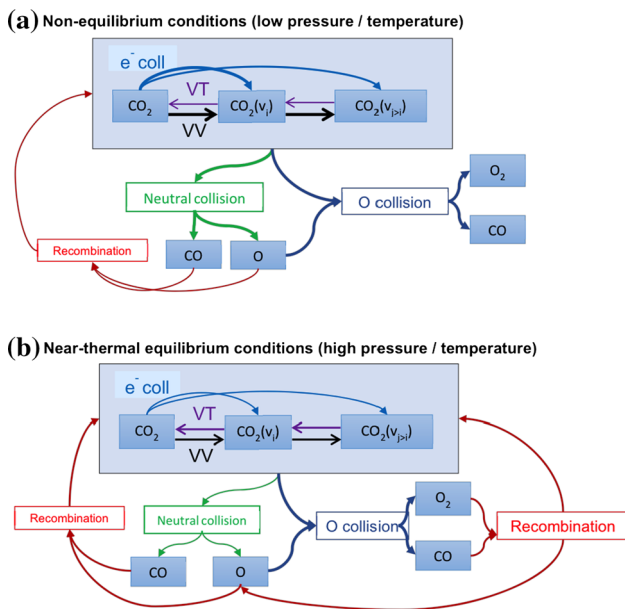 (a) Non-equilibrium conditions (low pressure / temperature)
e⁻ coll
VT
CO₂ CO₂(vᵢ) CO₂(vⱼ>ᵢ)
VV
Neutral collision
O collision
O₂
CO
Recombination
CO O
(b) Near-thermal equilibrium conditions (high pressure / temperature)
e⁻ coll
VT
CO₂ CO₂(vᵢ) CO₂(vⱼ>ᵢ)
VV
Recombination
Neutral collision
O collision
O₂
CO
Recombination
CO O